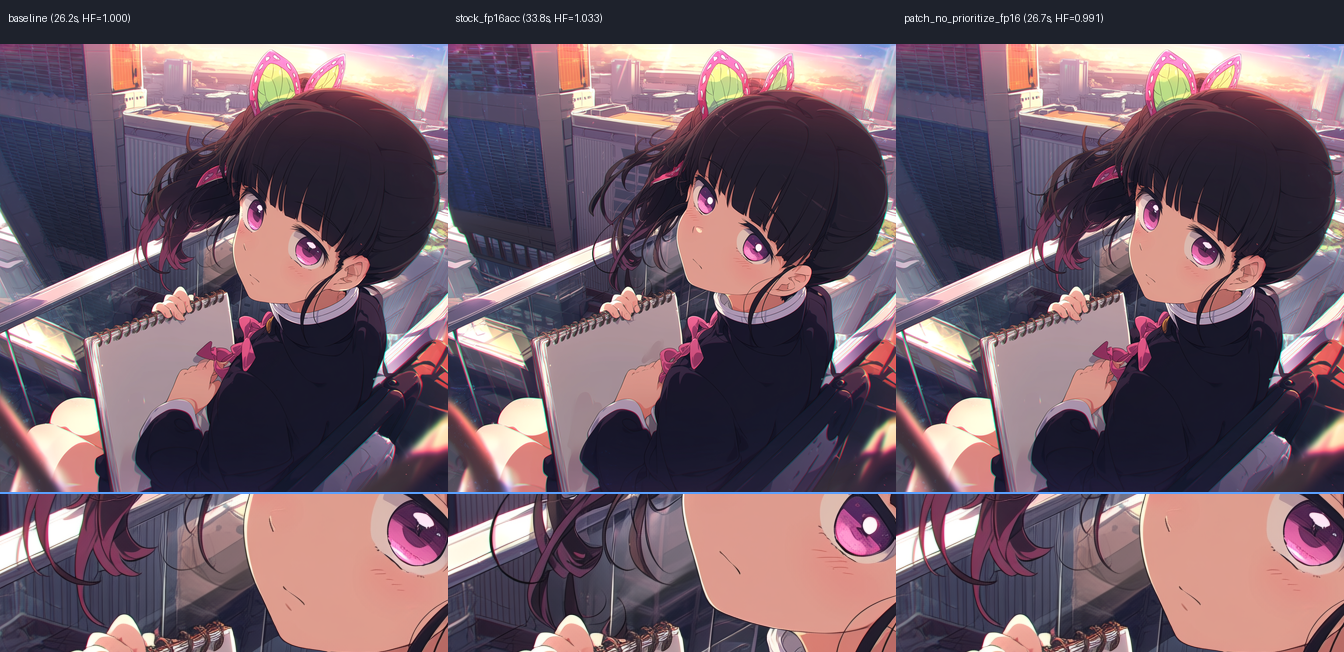 baseline (26.2s, HF=1.000)
stock_fp16acc (33.8s, HF=1.033)
patch_no_prioritize_fp16 (26.7s, HF=0.991)